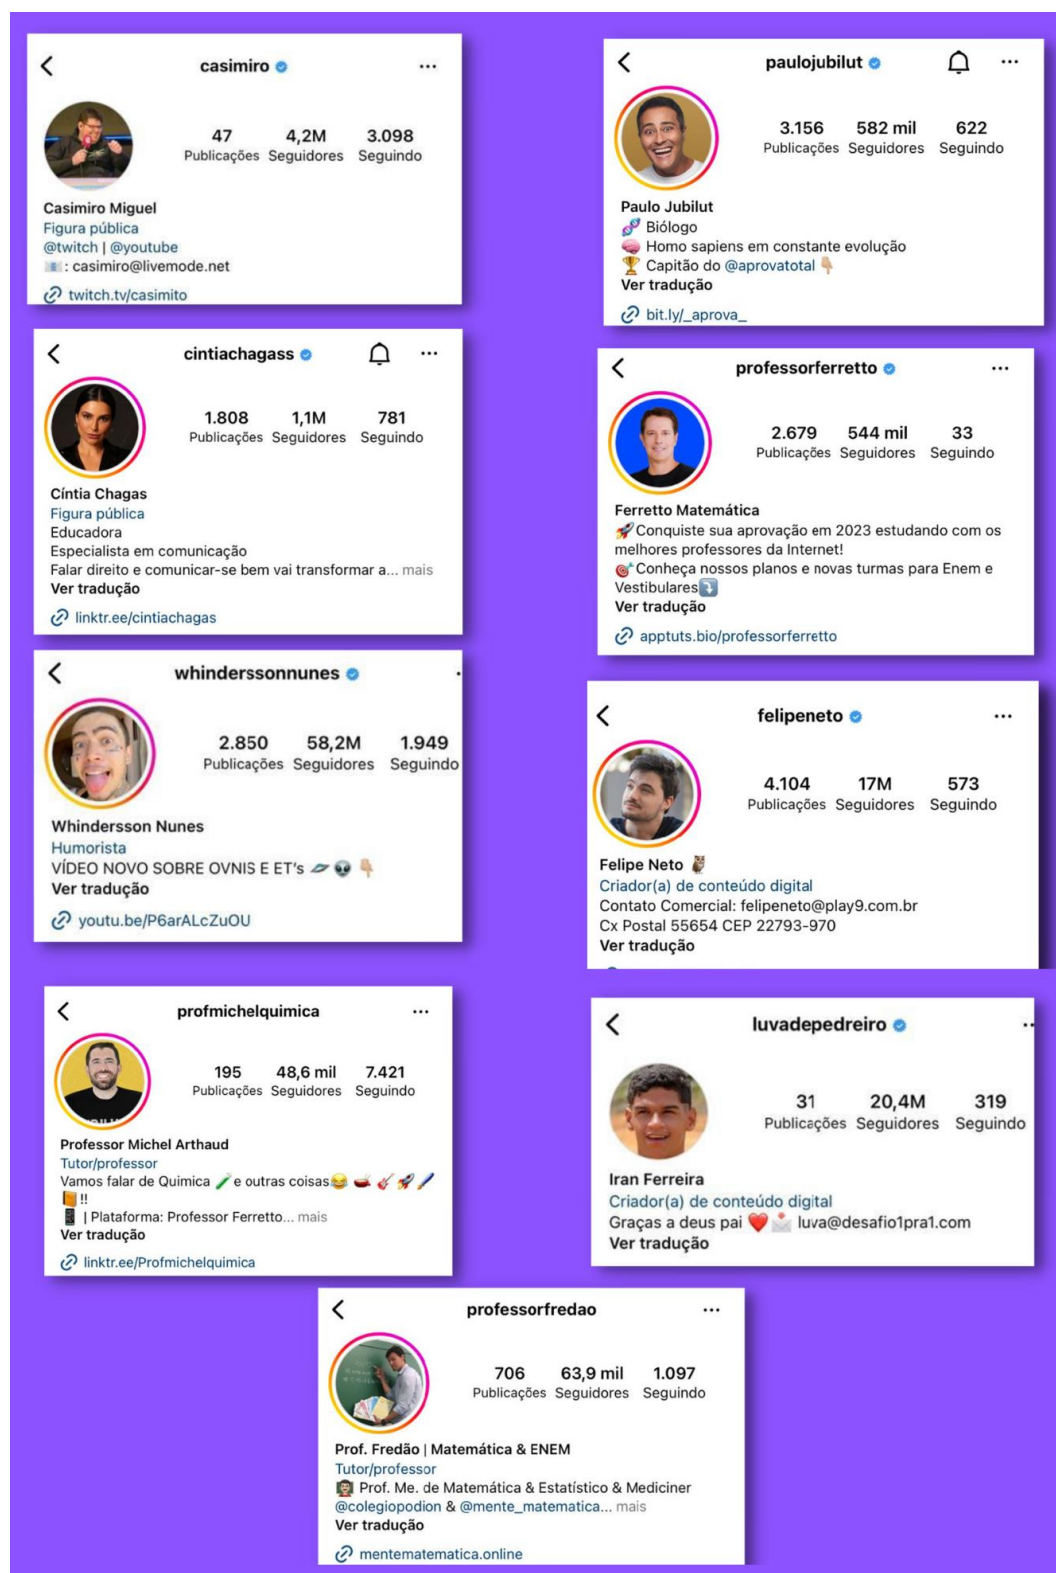 casimiro
47 4,2M 3.098
Publicações Seguidores Seguindo
Casimiro Miguel
Figura pública
@twitch | @youtube
📧: casimiro@livemode.net
twitch.tv/casimito
paulojubilut
3.156 582 mil 622
Publicações Seguidores Seguindo
Paulo Jubilut
🧬 Biólogo
🧠 Homo sapiens em constante evolução
🏆 Capitão do @aprovatotal 👇🏼
Ver tradução
bit.ly/_aprova_
cintiachagass
1.808 1,1M 781
Publicações Seguidores Seguindo
Cíntia Chagas
Figura pública
Educadora
Especialista em comunicação
Falar direito e comunicar-se bem vai transformar a... mais
Ver tradução
linktr.ee/cintiachagas
professorferretto
2.679 544 mil 33
Publicações Seguidores Seguindo
Ferretto Matemática
🚀Conquiste sua aprovação em 2023 estudando com os
melhores professores da Internet!
🎯Conheça nossos planos e novas turmas para Enem e
Vestibulares⤵️
Ver tradução
apptuts.bio/professorferretto
whinderssonnunes
2.850 58,2M 1.949
Publicações Seguidores Seguindo
Whindersson Nunes
Humorista
VÍDEO NOVO SOBRE OVNIS E ET's 🛸 👽 👇🏼
Ver tradução
youtu.be/P6arALcZuOU
felipeneto
4.104 17M 573
Publicações Seguidores Seguindo
Felipe Neto 🦉
Criador(a) de conteúdo digital
Contato Comercial: felipeneto@play9.com.br
Cx Postal 55654 CEP 22793-970
Ver tradução
profmichelquimica
195 48,6 mil 7.421
Publicações Seguidores Seguindo
Professor Michel Arthaud
Tutor/professor
Vamos falar de Quimica 🧪e outras coisas😂 🥁 🎸 🚀 🖊
📙 !!
📱 | Plataforma: Professor Ferretto... mais
Ver tradução
linktr.ee/Profmichelquimica
luvadepedreiro
31 20,4M 319
Publicações Seguidores Seguindo
Iran Ferreira
Criador(a) de conteúdo digital
Graças a deus pai ❤️ 📩 luva@desafio1pra1.com
Ver tradução
professorfredao
706 63,9 mil 1.097
Publicações Seguidores Seguindo
Prof. Fredão | Matemática & ENEM
Tutor/professor
👨🏻‍🏫 Prof. Me. de Matemática & Estatístico & Mediciner
@colegiopodion & @mente_matematica... mais
Ver tradução
mentematematica.online